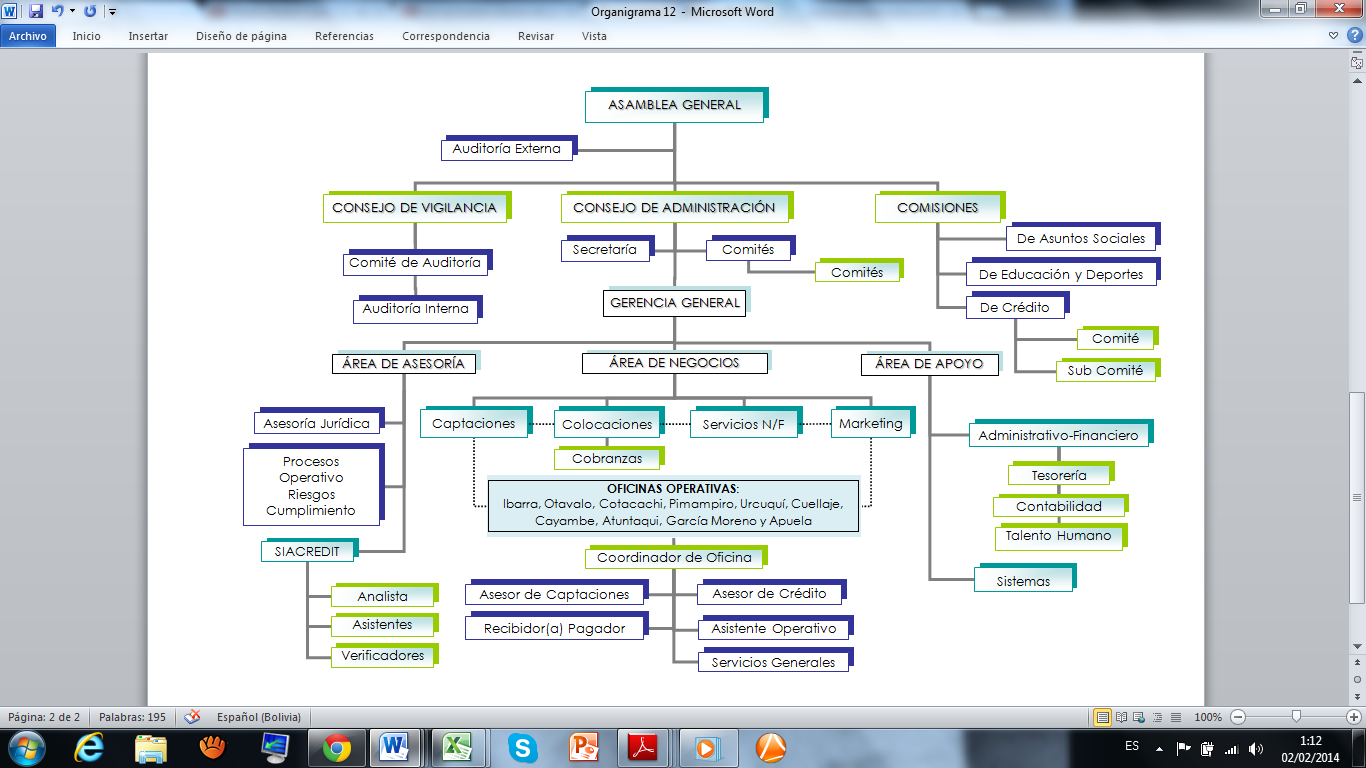 Organigrama 12 - Microsoft Word
Archivo Inicio Insertar Diseño de página Referencias Correspondencia Revisar Vista
ASAMBLEA GENERAL
Auditoría Externa
CONSEJO DE VIGILANCIA
CONSEJO DE ADMINISTRACIÓN
COMISIONES
Comité de Auditoría
Auditoría Interna
Secretaría
Comités
Comités
De Asuntos Sociales
De Educación y Deportes
De Crédito
Comité
Sub Comité
GERENCIA GENERAL
ÁREA DE ASESORÍA
ÁREA DE NEGOCIOS
ÁREA DE APOYO
Asesoría Jurídica
Procesos
Operativo
Riesgos
Cumplimiento
SIACREDIT
Analista
Asistentes
Verificadores
Captaciones
Colocaciones
Servicios N/F
Marketing
Cobranzas
OFICINAS OPERATIVAS:
Ibarra, Otavalo, Cotacachi, Pimampiro, Urcuquí, Cuellaje,
Cayambe, Atuntaqui, García Moreno y Apuela
Coordinador de Oficina
Asesor de Captaciones
Asesor de Crédito
Recibidor(a) Pagador
Asistente Operativo
Servicios Generales
Administrativo-Financiero
Tesorería
Contabilidad
Talento Humano
Sistemas
Página: 2 de 2 Palabras: 195 Español (Bolivia) 100%
ES 1:12
02/02/2014